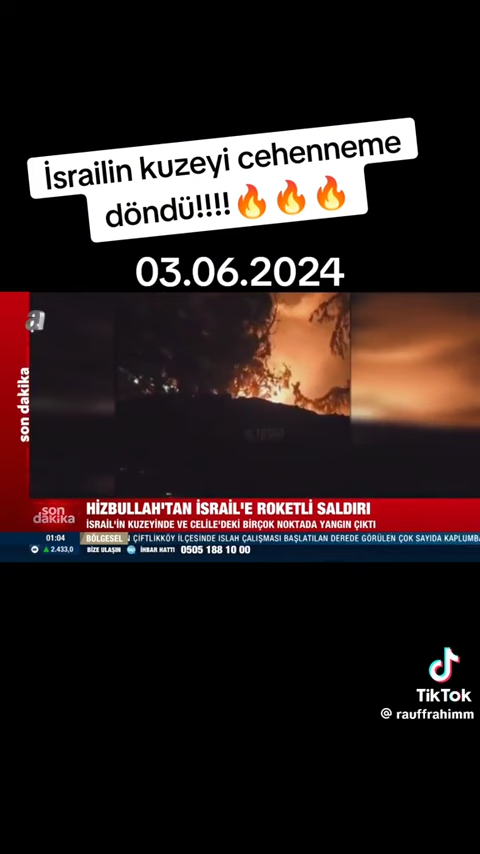 İsrailin kuzeyi cehenneme
döndü!!!!🔥🔥🔥
03.06.2024
a
son dakika
son
dakika
HİZBULLAH'TAN İSRAİL'E ROKETLİ SALDIRI
İSRAİL'İN KUZEYİNDE VE CELİLE'DEKİ BİRÇOK NOKTADA YANGIN ÇIKTI
01:04 BÖLGESEL N ÇİFTLİKKÖY İLÇESİNDE ISLAH ÇALIŞMASI BAŞLATILAN DEREDE GÖRÜLEN ÇOK SAYIDA KAPLUMBA
▲ 2.433,0 BİZE ULAŞIN İHBAR HATTI 0505 188 10 00
TikTok
@ rauffrahimm